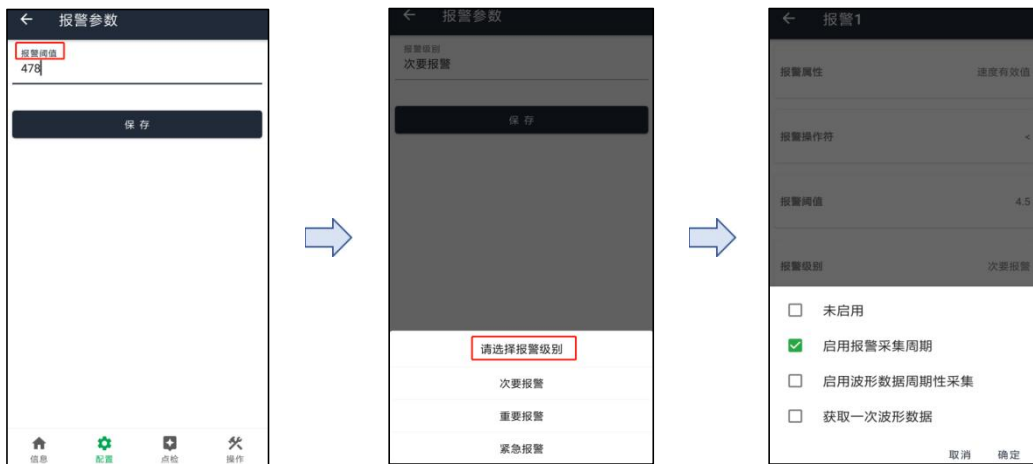 报警参数
报警阈值
478
保存
信息
配置
点检
操作
报警参数
报警级别
次要报警
保存
请选择报警级别
次要报警
重要报警
紧急报警
报警1
报警属性 速度有效值
报警操作符 <
报警阈值 4.5
报警级别 次要报警
未启用
启用报警采集周期
启用波形数据周期性采集
获取一次波形数据
取消 确定